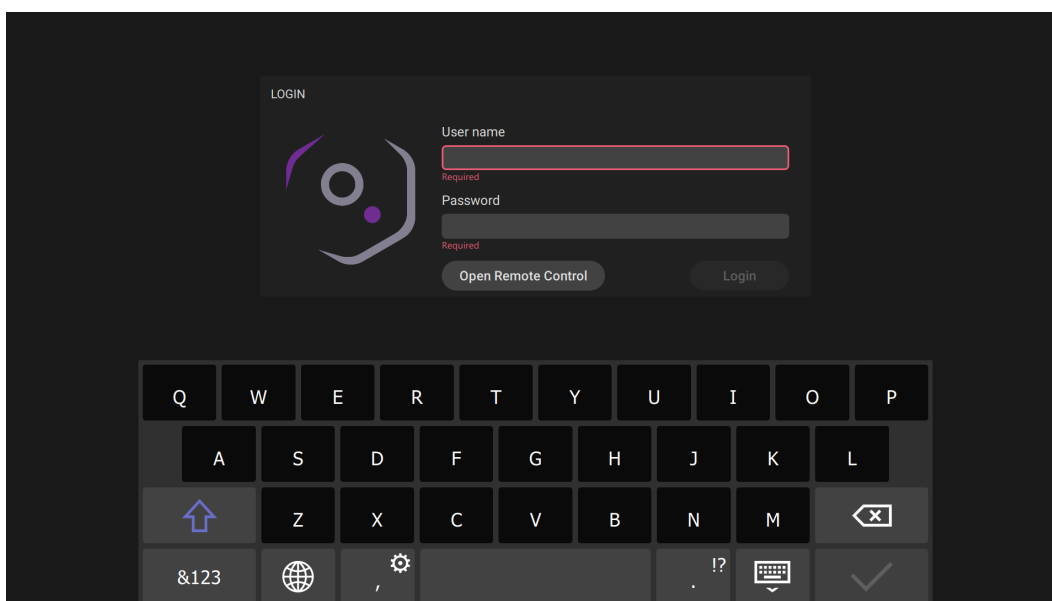 LOGIN
User name
Required
Password
Required
Open Remote Control Login
Q W E R T Y U I O P
A S D F G H J K L
Z X C V B N M
&123 , . !?